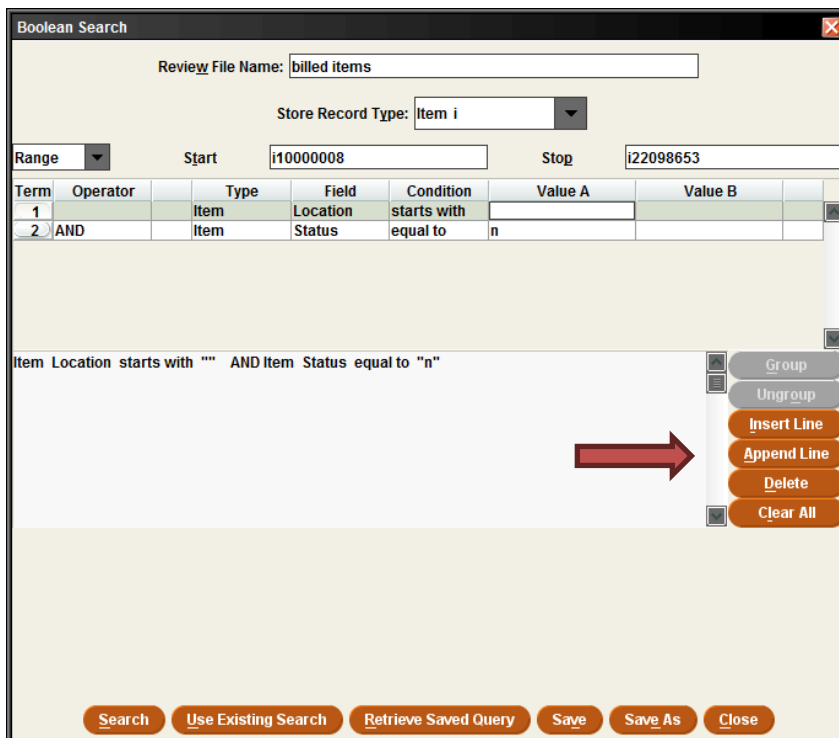 Boolean Search
Review File Name: billed items
Store Record Type: Item i
Range Start i10000008 Stop i22098653
Term Operator Type Field Condition Value A Value B
1 Item Location starts with
2 AND Item Status equal to n
Item Location starts with "" AND Item Status equal to "n"
Group
Ungroup
Insert Line
Append Line
Delete
Clear All
Search Use Existing Search Retrieve Saved Query Save Save As Close